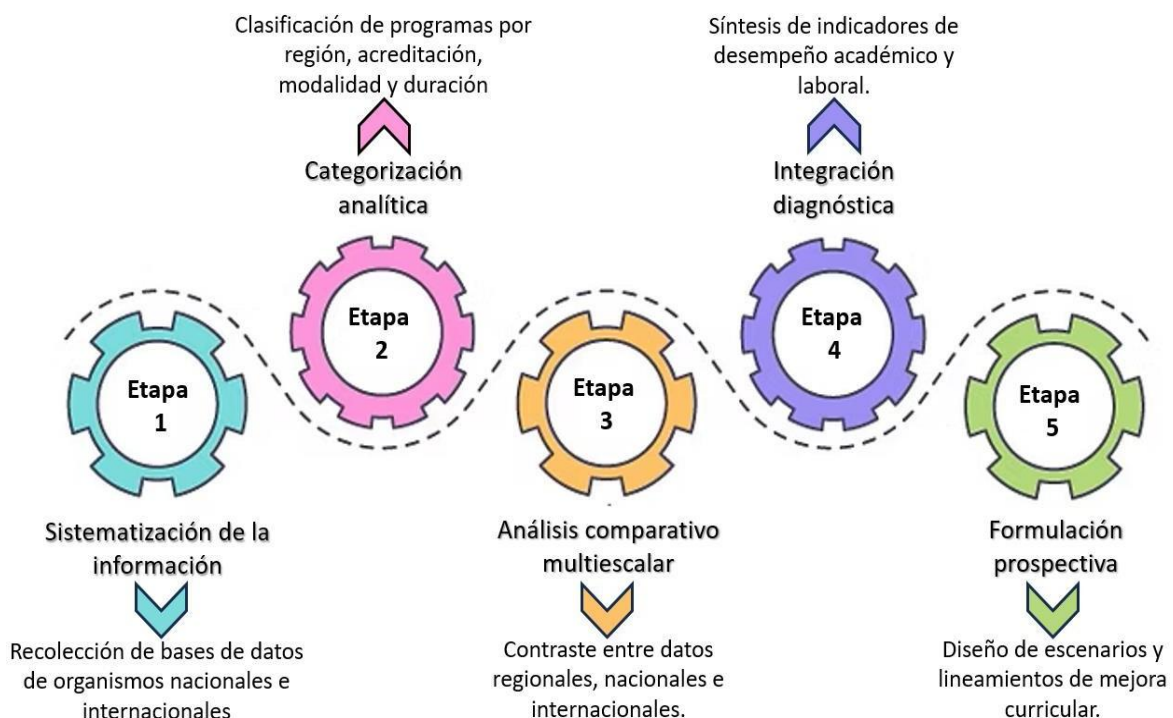 Clasificación de programas por
región, acreditación,
modalidad y duración
Categorización
analítica
Etapa
2
Síntesis de indicadores de
desempeño académico y
laboral.
Integración
diagnóstica
Etapa
4
Etapa
1
Sistematización de la
información
Recolección de bases de datos
de organismos nacionales e
internacionales
Etapa
3
Análisis comparativo
multiescalar
Contraste entre datos
regionales, nacionales e
internacionales.
Etapa
5
Formulación
prospectiva
Diseño de escenarios y
lineamientos de mejora
curricular.